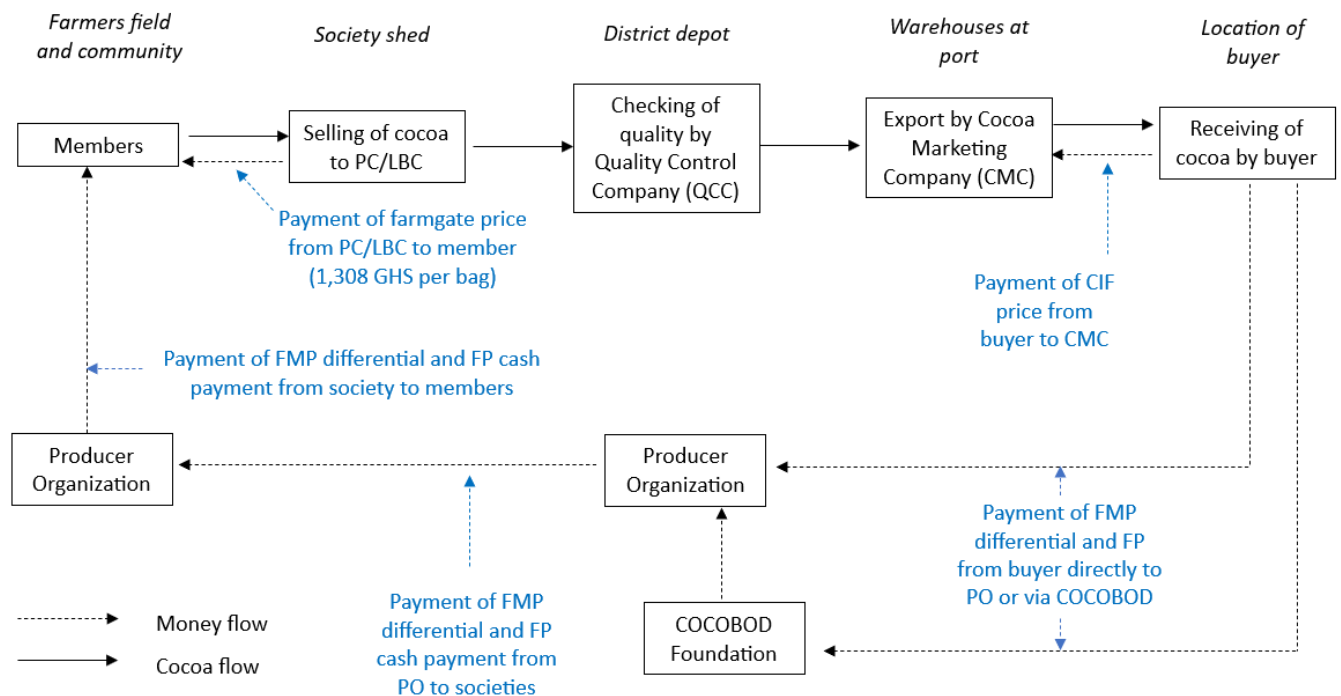 Farmers field
and community
Society shed
District depot
Warehouses at
port
Location of
buyer
Members
Selling of cocoa
to PC/LBC
Checking of
quality by
Quality Control
Company (QCC)
Export by Cocoa
Marketing
Company (CMC)
Receiving of
cocoa by buyer
Payment of farmgate price
from PC/LBC to member
(1,308 GHS per bag)
Payment of CIF
price from
buyer to CMC
Payment of FMP differential and FP cash
payment from society to members
Producer
Organization
Producer
Organization
Payment of FMP
differential and FP
from buyer directly to
PO or via COCOBOD
Payment of FMP
differential and FP
cash payment from
PO to societies
COCOBOD
Foundation
Money flow
Cocoa flow